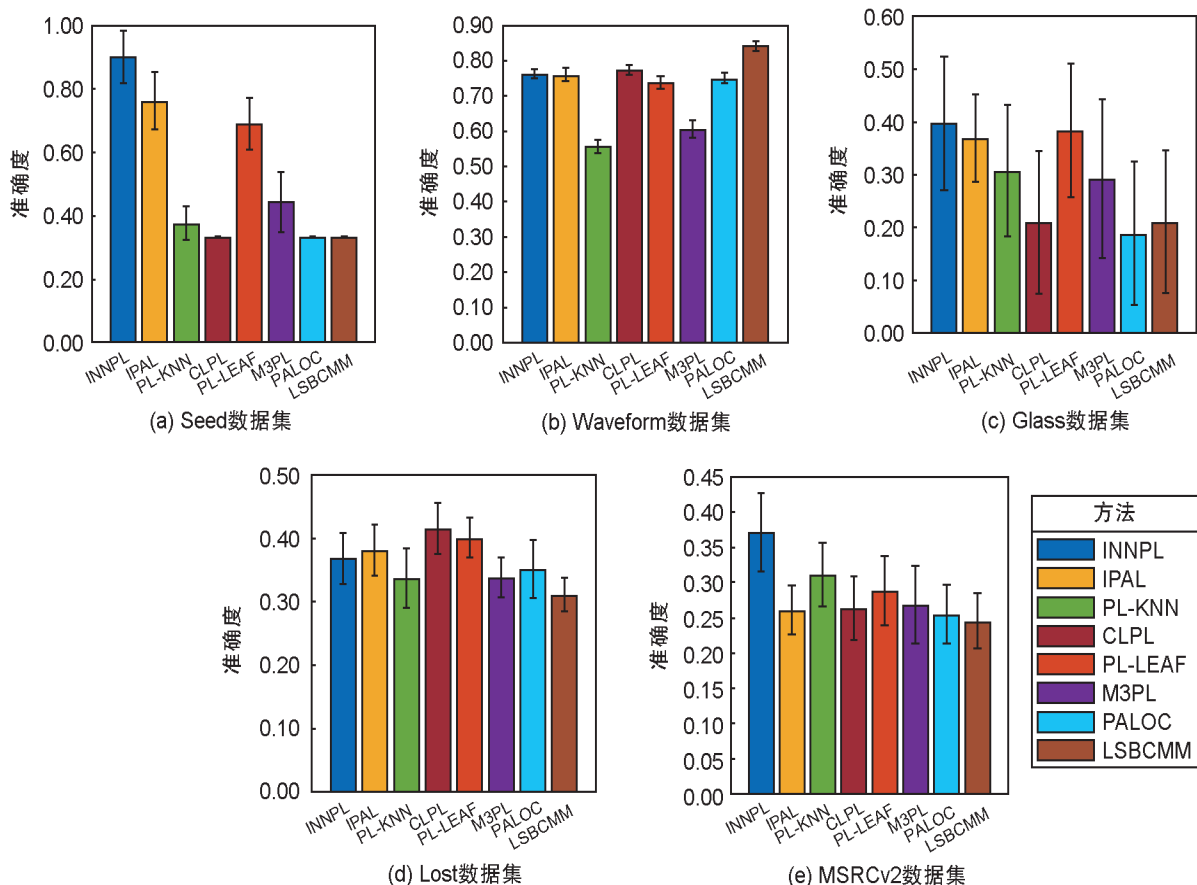 准确度
1.00
0.80
0.60
0.40
0.20
0.00
INNPL
IPAL
PL-KNN
CLPL
PL-LEAF
M3PL
PALOC
LSBCMM
(a) Seed数据集
准确度
0.90
0.80
0.70
0.60
0.50
0.40
0.30
0.20
0.10
0.00
INNPL
IPAL
PL-KNN
CLPL
PL-LEAF
M3PL
PALOC
LSBCMM
(b) Waveform数据集
准确度
0.60
0.50
0.40
0.30
0.20
0.10
0.00
INNPL
IPAL
PL-KNN
CLPL
PL-LEAF
M3PL
PALOC
LSBCMM
(c) Glass数据集
准确度
0.50
0.40
0.30
0.20
0.10
0.00
INNPL
IPAL
PL-KNN
CLPL
PL-LEAF
M3PL
PALOC
LSBCMM
(d) Lost数据集
准确度
0.45
0.40
0.35
0.30
0.25
0.20
0.15
0.10
0.05
0.00
INNPL
IPAL
PL-KNN
CLPL
PL-LEAF
M3PL
PALOC
LSBCMM
(e) MSRCv2数据集
方法
INNPL
IPAL
PL-KNN
CLPL
PL-LEAF
M3PL
PALOC
LSBCMM